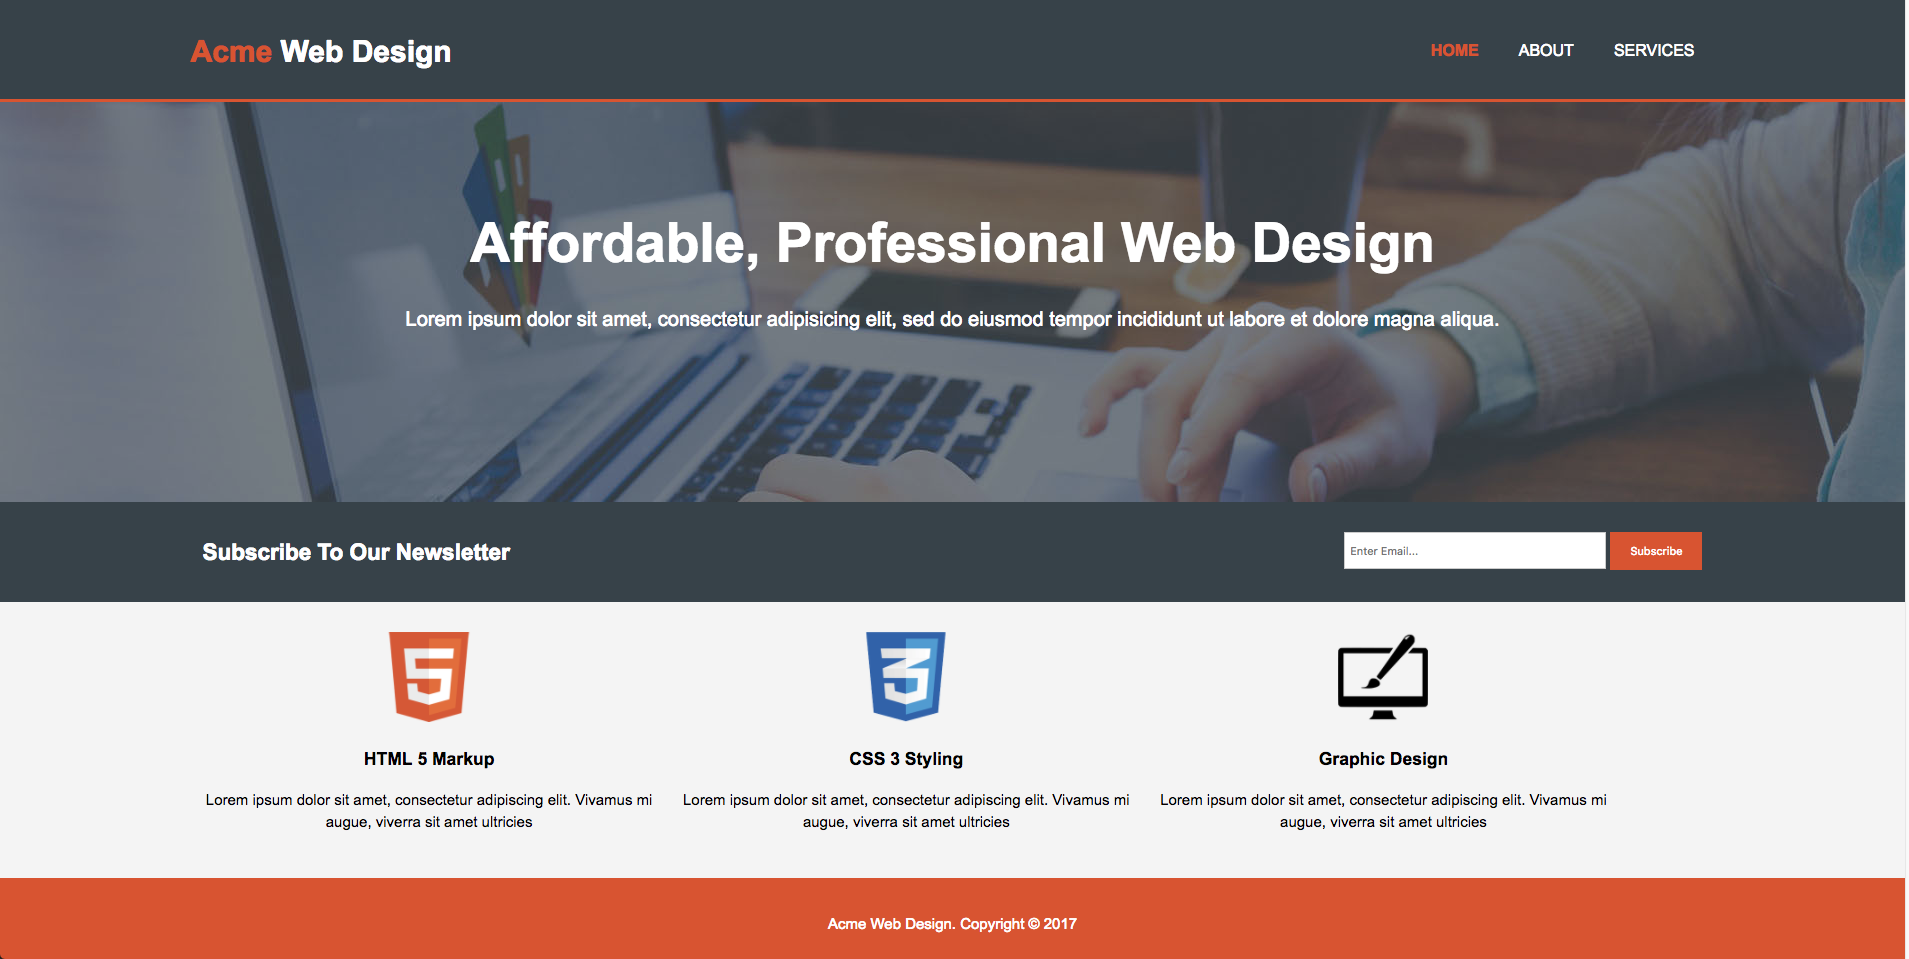 Acme Web Design
HOME ABOUT SERVICES
Affordable, Professional Web Design
Lorem ipsum dolor sit amet, consectetur adipisicing elit, sed do eiusmod tempor incididunt ut labore et dolore magna aliqua.
Subscribe To Our Newsletter
Enter Email...
Subscribe
HTML 5 Markup
Lorem ipsum dolor sit amet, consectetur adipiscing elit. Vivamus mi
augue, viverra sit amet ultricies
CSS 3 Styling
Lorem ipsum dolor sit amet, consectetur adipiscing elit. Vivamus mi
augue, viverra sit amet ultricies
Graphic Design
Lorem ipsum dolor sit amet, consectetur adipiscing elit. Vivamus mi
augue, viverra sit amet ultricies
Acme Web Design. Copyright © 2017